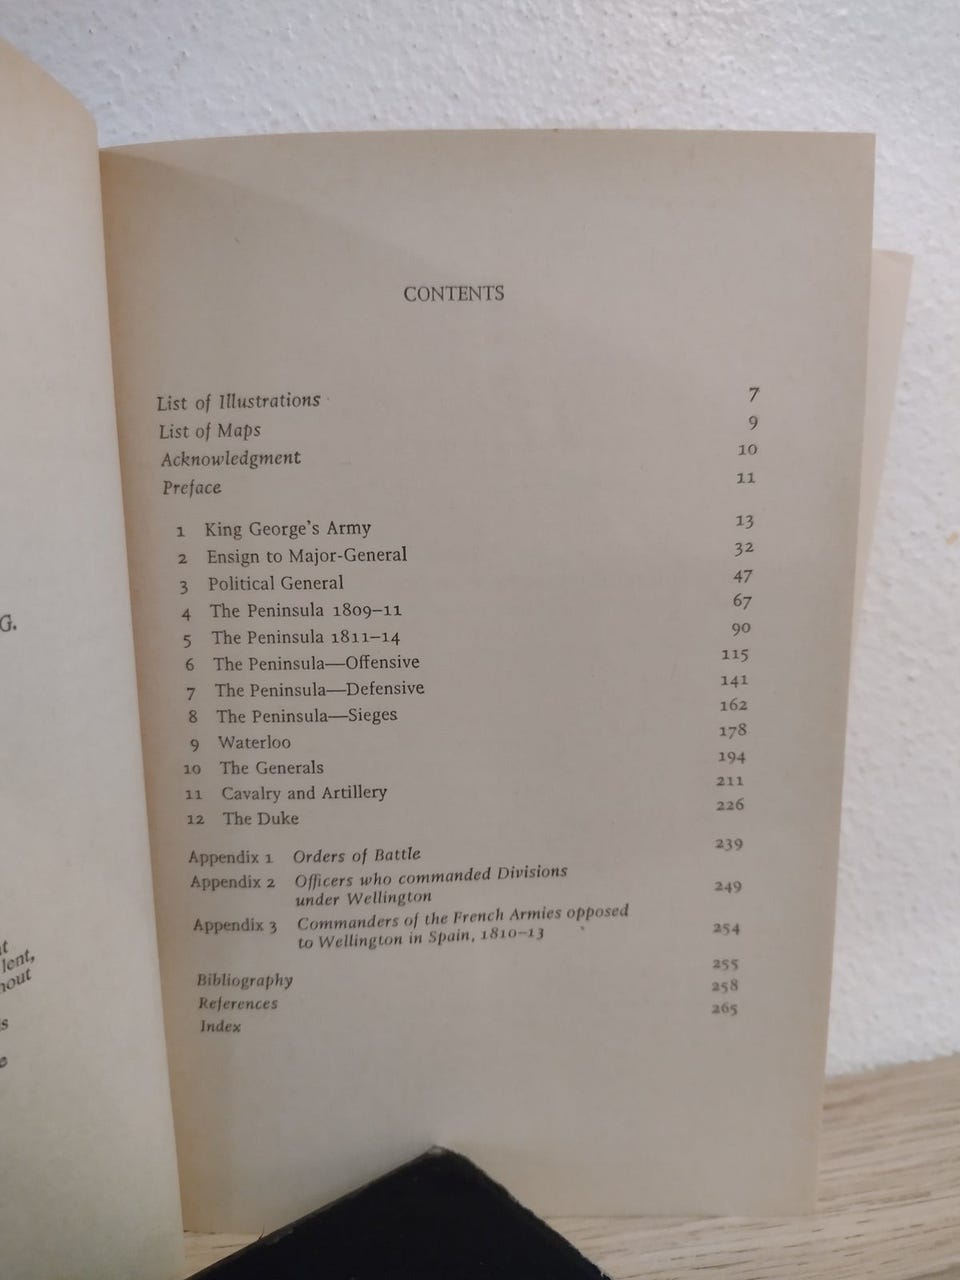 CONTENTS
List of Illustrations 7
List of Maps 9
Acknowledgment 10
Preface 11
1 King George's Army 13
2 Ensign to Major-General 32
3 Political General 47
4 The Peninsula 1809–11 67
5 The Peninsula 1811–14 90
6 The Peninsula—Offensive 115
7 The Peninsula—Defensive 141
8 The Peninsula—Sieges 162
9 Waterloo 178
10 The Generals 194
11 Cavalry and Artillery 211
12 The Duke 226
Appendix 1 Orders of Battle 239
Appendix 2 Officers who commanded Divisions
under Wellington 249
Appendix 3 Commanders of the French Armies opposed
to Wellington in Spain, 1810–13 254
Bibliography 255
References 258
Index 265